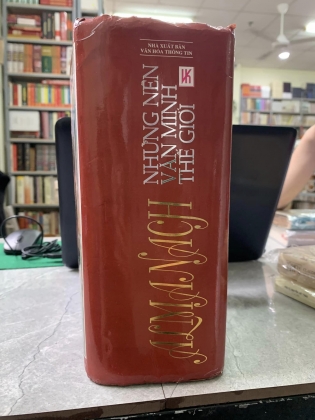 NHÀ XUẤT BẢN
VĂN HÓA THÔNG TIN
NHỮNG NỀN
VĂN MINH
THẾ GIỚI
ALMANACH